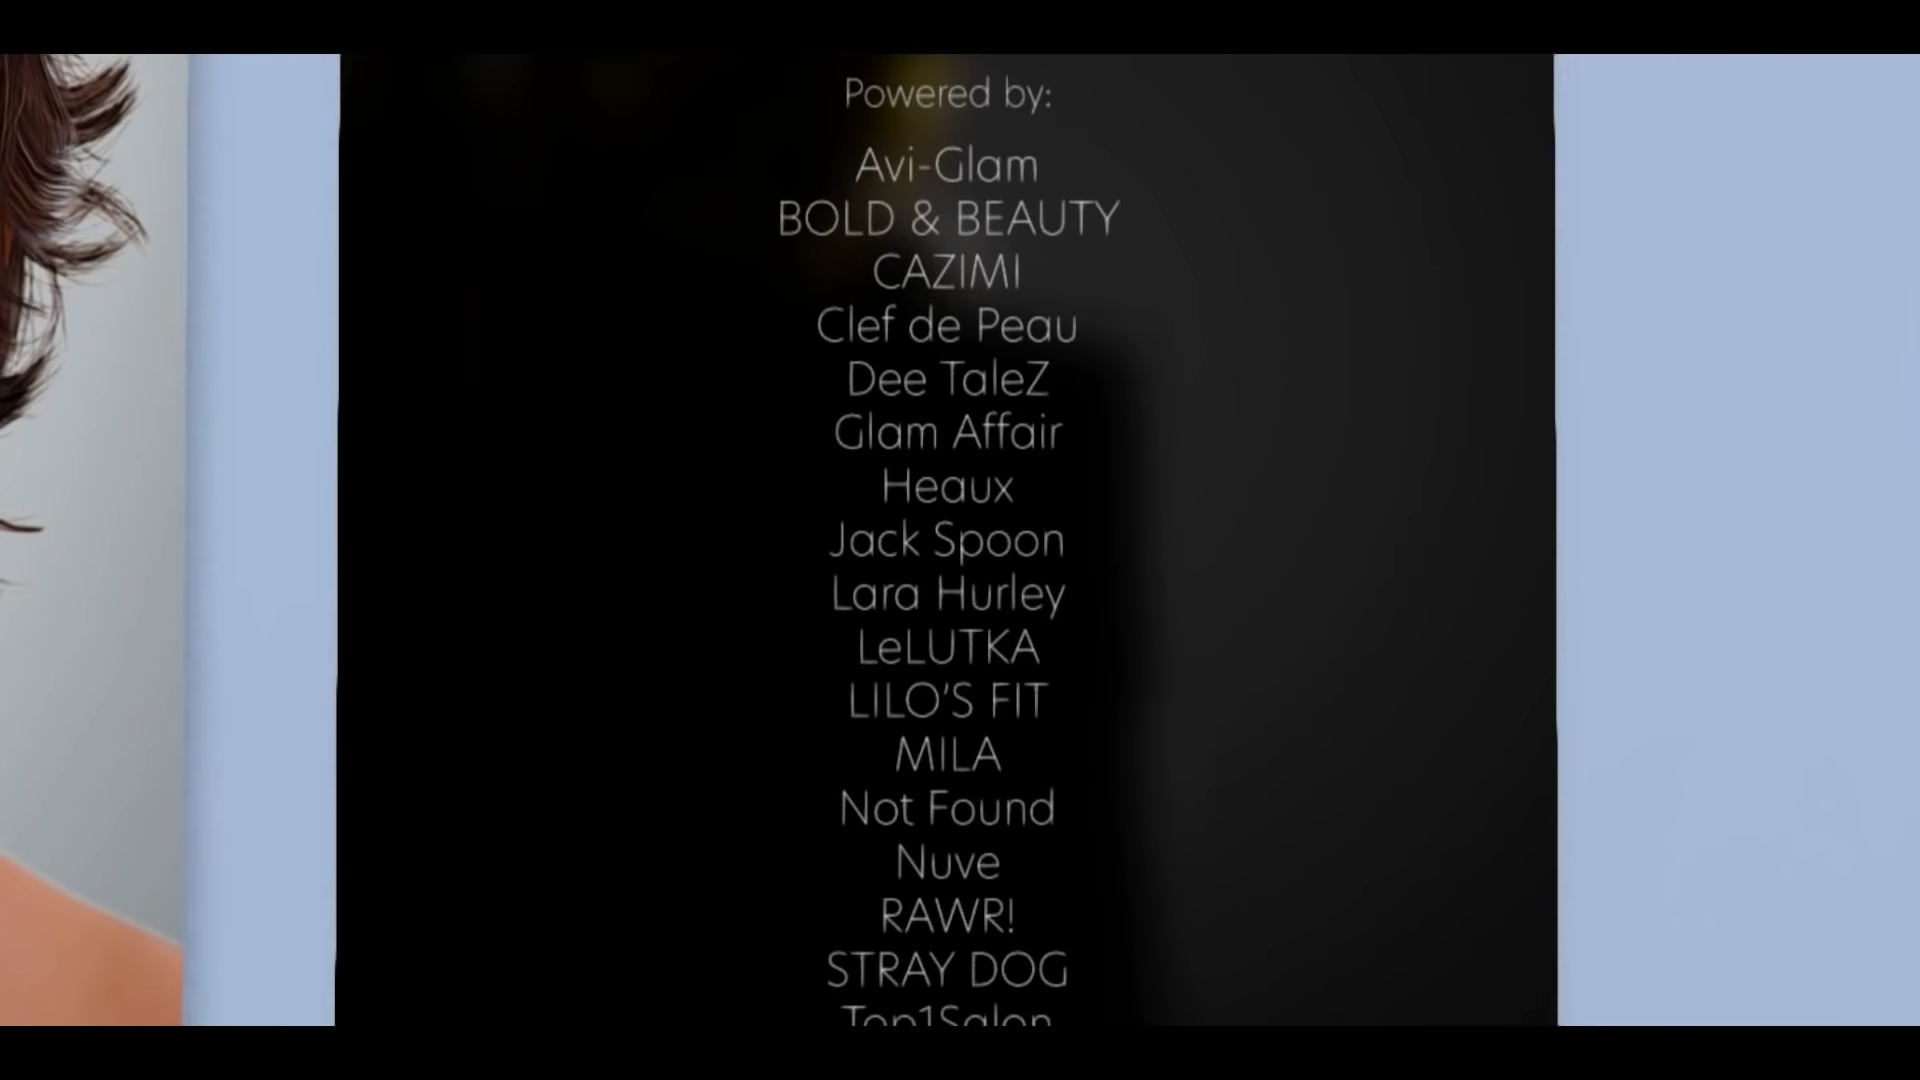 Powered by:
Avi-Glam
BOLD & BEAUTY
CAZIMI
Clef de Peau
Dee TaleZ
Glam Affair
Heaux
Jack Spoon
Lara Hurley
LeLUTKA
LILO'S FIT
MILA
Not Found
Nuve
RAWR!
STRAY DOG
Top1Salon